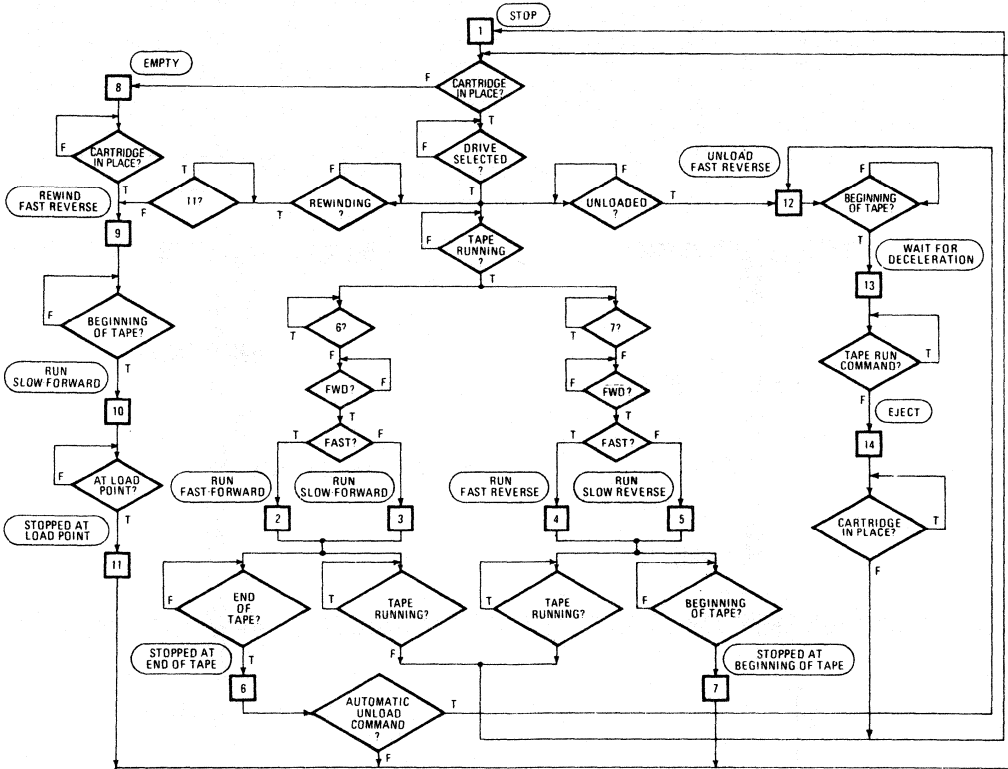 STOP
1
EMPTY
8
F
CARTRIDGE
IN PLACE?
T
F
CARTRIDGE
IN PLACE?
T
F
DRIVE
SELECTED
?
T
UNLOAD
FAST REVERSE
REWIND
FAST REVERSE
F
T
11?
T
F
REWINDING
?
F
UNLOADED
?
T
12
F
BEGINNING
OF TAPE?
T
9
F
TAPE
RUNNING
?
T
WAIT FOR
DECELERATION
13
F
BEGINNING
OF TAPE?
T
6?
T
F
7?
T
F
TAPE RUN
COMMAND?
T
F
RUN
SLOW FORWARD
10
FWD?
F
T
F
FWD?
T
EJECT
14
T
FAST?
F
T
FAST?
F
F
AT LOAD
POINT?
T
RUN
FAST-FORWARD
RUN
SLOW-FORWARD
RUN
FAST REVERSE
RUN
SLOW REVERSE
2
3
4
5
CARTRIDGE
IN PLACE?
T
F
STOPPED AT
LOAD POINT
11
F
END
OF
TAPE?
T
T
TAPE
RUNNING?
F
T
TAPE
RUNNING?
F
BEGINNING
OF TAPE?
T
STOPPED AT
END OF TAPE
6
STOPPED AT
BEGINNING OF TAPE
7
AUTOMATIC
UNLOAD
COMMAND
?
T
F